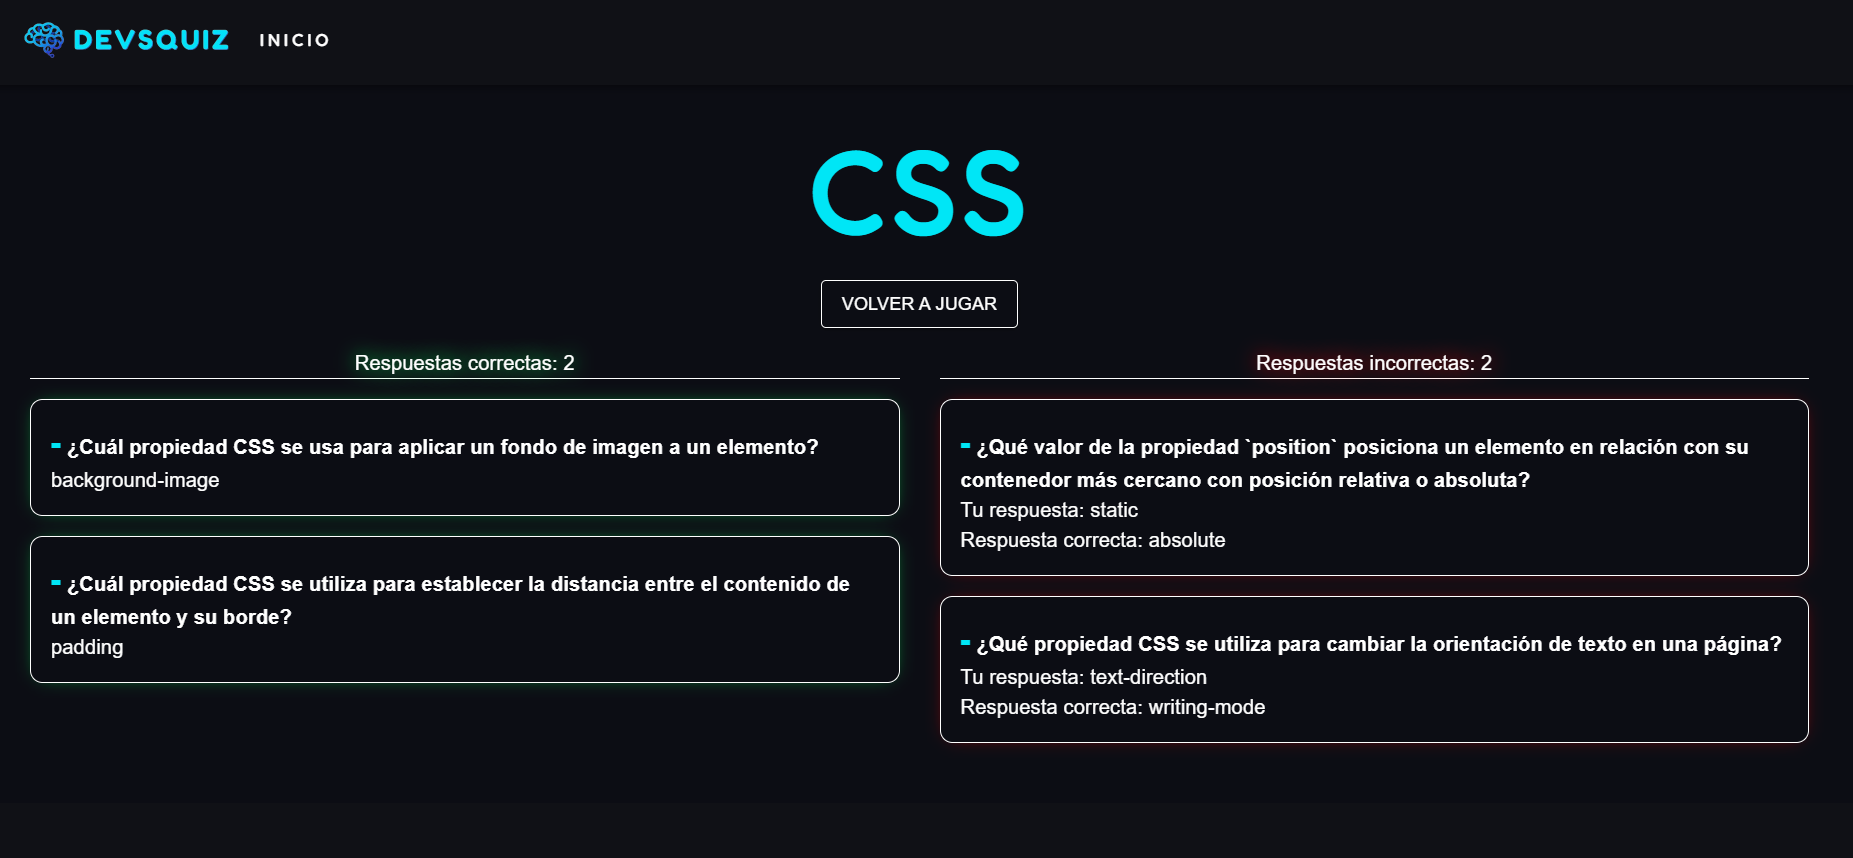 DEVSQUIZ INICIO
CSS
VOLVER A JUGAR
Respuestas correctas: 2
- ¿Cuál propiedad CSS se usa para aplicar un fondo de imagen a un elemento?
background-image
- ¿Cuál propiedad CSS se utiliza para establecer la distancia entre el contenido de
un elemento y su borde?
padding
Respuestas incorrectas: 2
- ¿Qué valor de la propiedad `position` posiciona un elemento en relación con su
contenedor más cercano con posición relativa o absoluta?
Tu respuesta: static
Respuesta correcta: absolute
- ¿Qué propiedad CSS se utiliza para cambiar la orientación de texto en una página?
Tu respuesta: text-direction
Respuesta correcta: writing-mode